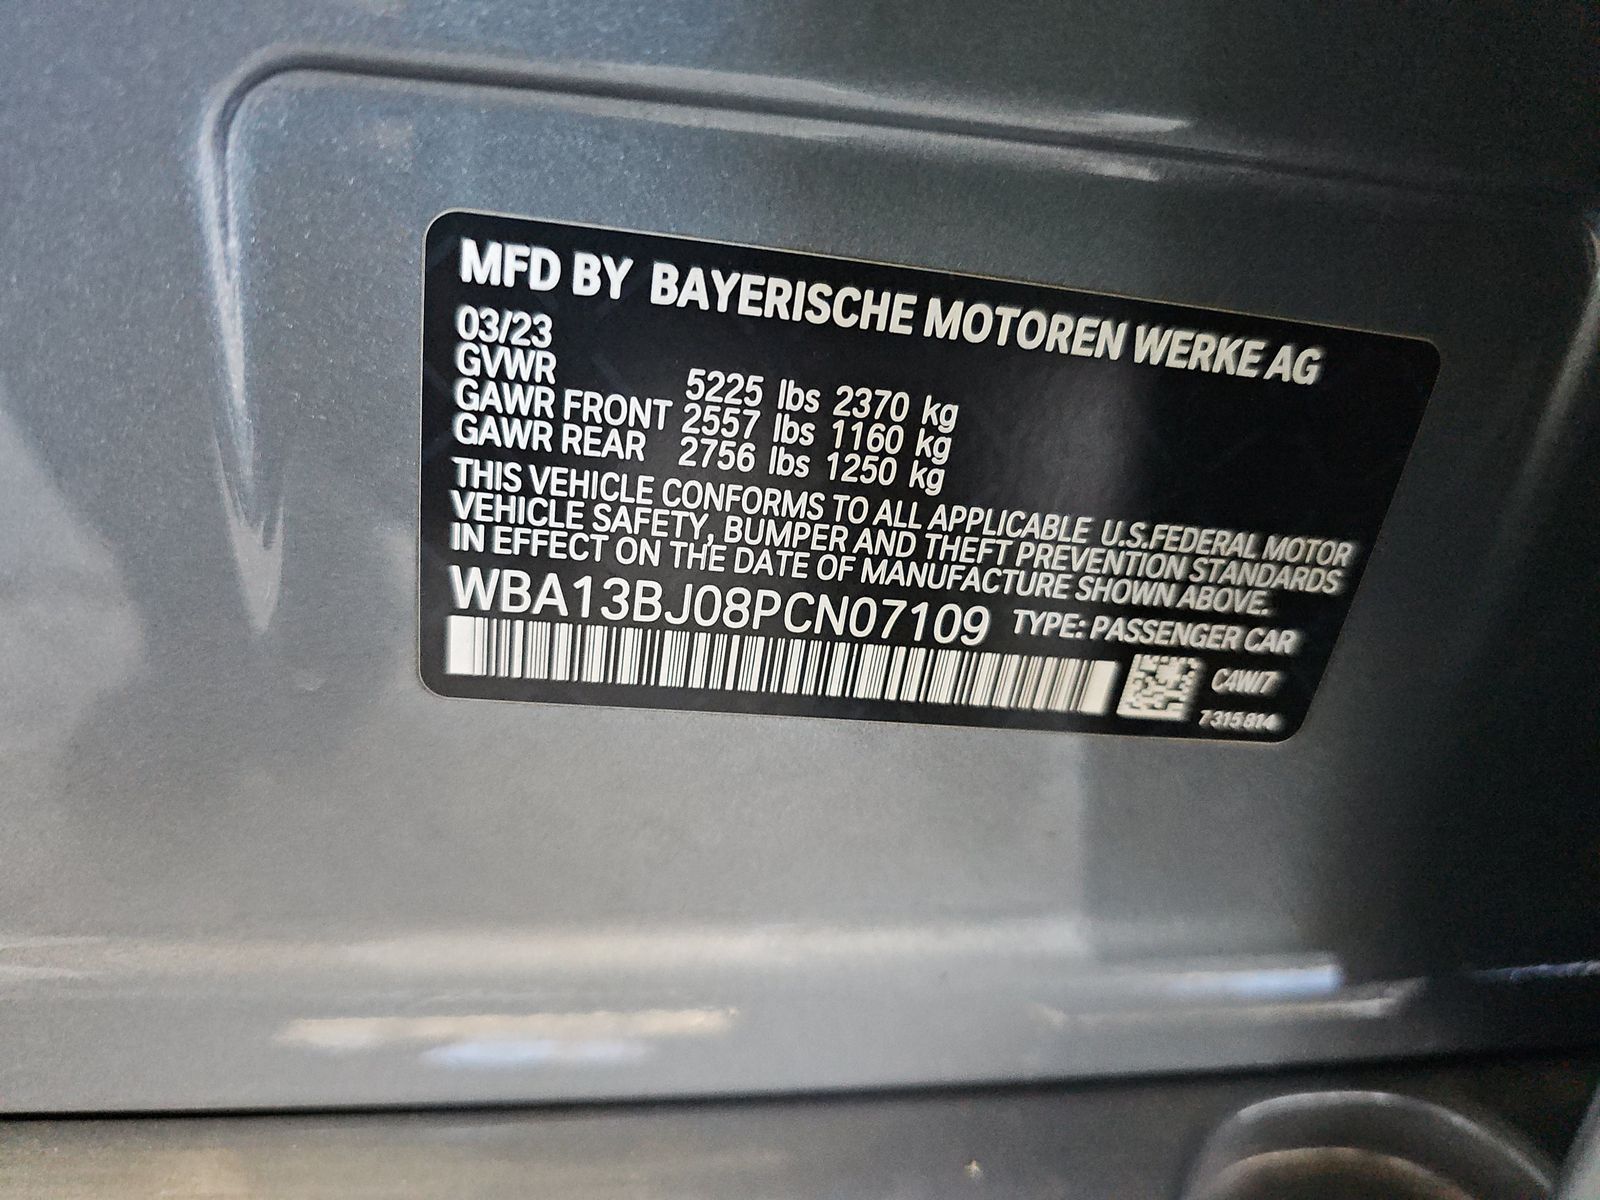 MFD BY BAYERISCHE MOTOREN WERKE AG
03/23
GVWR 5225 lbs 2370 kg
GAWR FRONT 2557 lbs 1160 kg
GAWR REAR 2756 lbs 1250 kg
THIS VEHICLE CONFORMS TO ALL APPLICABLE U.S.FEDERAL MOTOR
VEHICLE SAFETY, BUMPER AND THEFT PREVENTION STANDARDS
IN EFFECT ON THE DATE OF MANUFACTURE SHOWN ABOVE.
WBA13BJ08PCN07109 TYPE: PASSENGER CAR
C4W/7
7315814